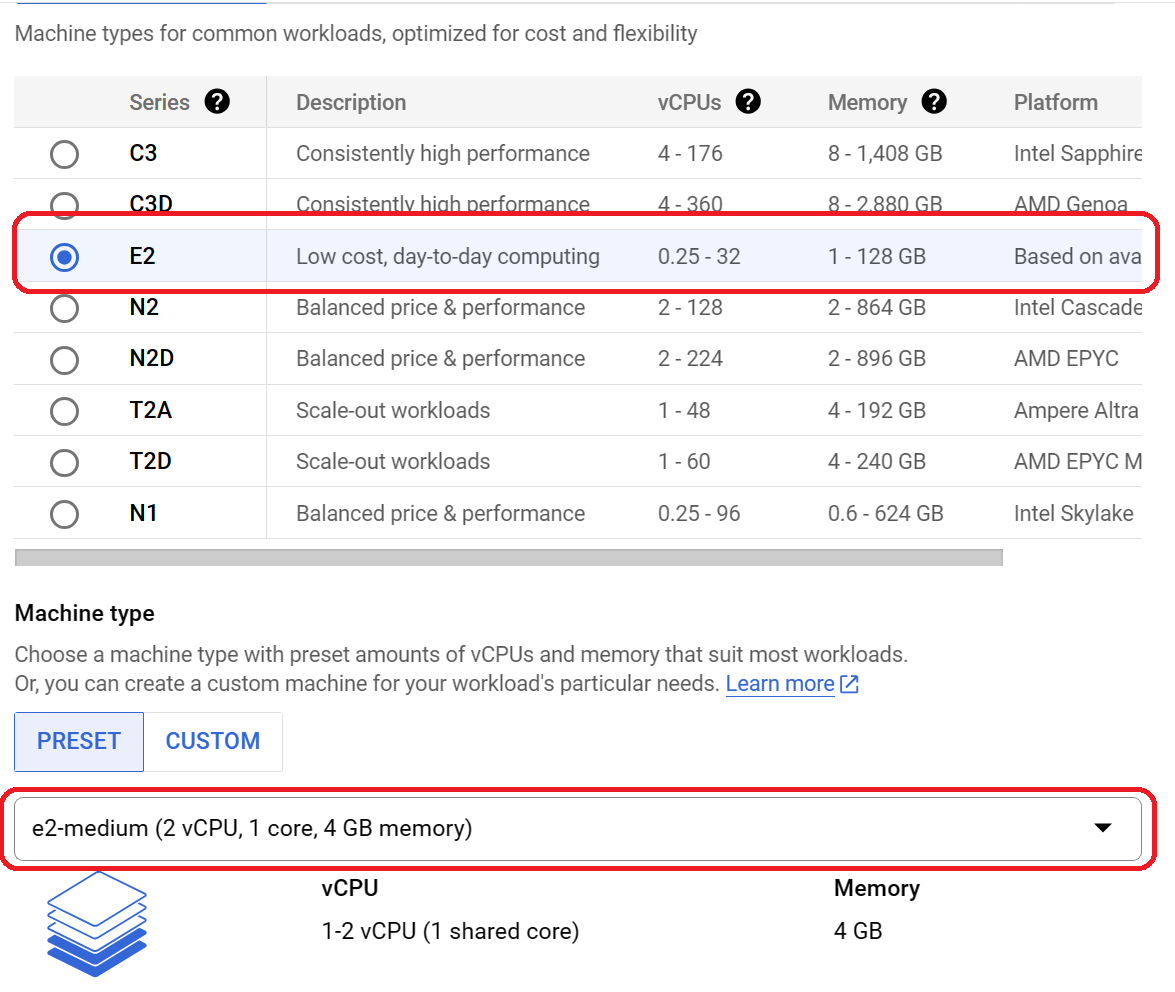 Machine types for common workloads, optimized for cost and flexibility
Series ? Description vCPUs ? Memory ? Platform
C3 Consistently high performance 4 - 176 8 - 1,408 GB Intel Sapphire
C3D Consistently high performance 4 - 360 8 - 2,880 GB AMD Genoa
E2 Low cost, day-to-day computing 0.25 - 32 1 - 128 GB Based on ava
N2 Balanced price & performance 2 - 128 2 - 864 GB Intel Cascade
N2D Balanced price & performance 2 - 224 2 - 896 GB AMD EPYC
T2A Scale-out workloads 1 - 48 4 - 192 GB Ampere Altra
T2D Scale-out workloads 1 - 60 4 - 240 GB AMD EPYC M
N1 Balanced price & performance 0.25 - 96 0.6 - 624 GB Intel Skylake
Machine type
Choose a machine type with preset amounts of vCPUs and memory that suit most workloads.
Or, you can create a custom machine for your workload's particular needs. Learn more
PRESET CUSTOM
e2-medium (2 vCPU, 1 core, 4 GB memory)
vCPU Memory
1-2 vCPU (1 shared core) 4 GB